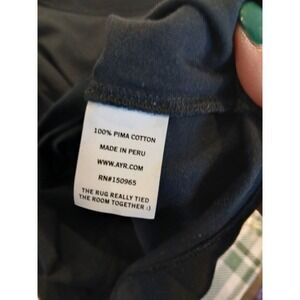 100% PIMA COTTON
MADE IN PERU
WWW.AYR.COM
RN#150965
THE RUG REALLY TIED
THE ROOM TOGETHER :)